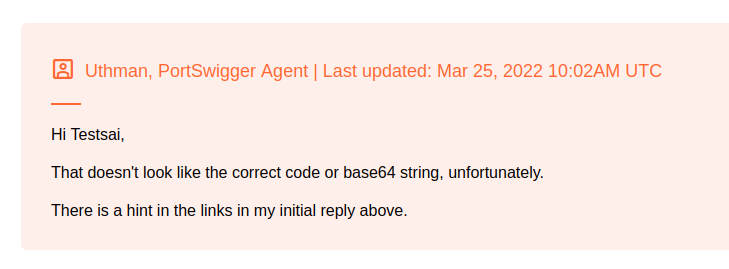 Uthman, PortSwigger Agent | Last updated: Mar 25, 2022 10:02AM UTC
Hi Testsai,
That doesn't look like the correct code or base64 string, unfortunately.
There is a hint in the links in my initial reply above.